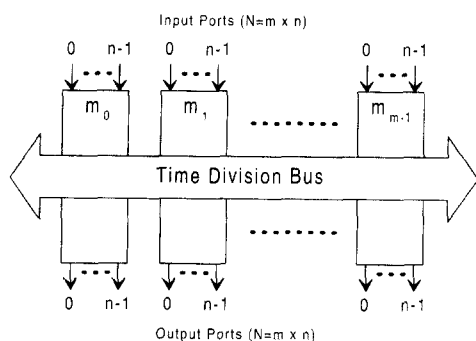 Input Ports (N=m x n)
0 n-1 0 n-1 0 n-1
m0 m1 mm-1
Time Division Bus
0 n-1 0 n-1 0 n-1
Output Ports (N=m x n)